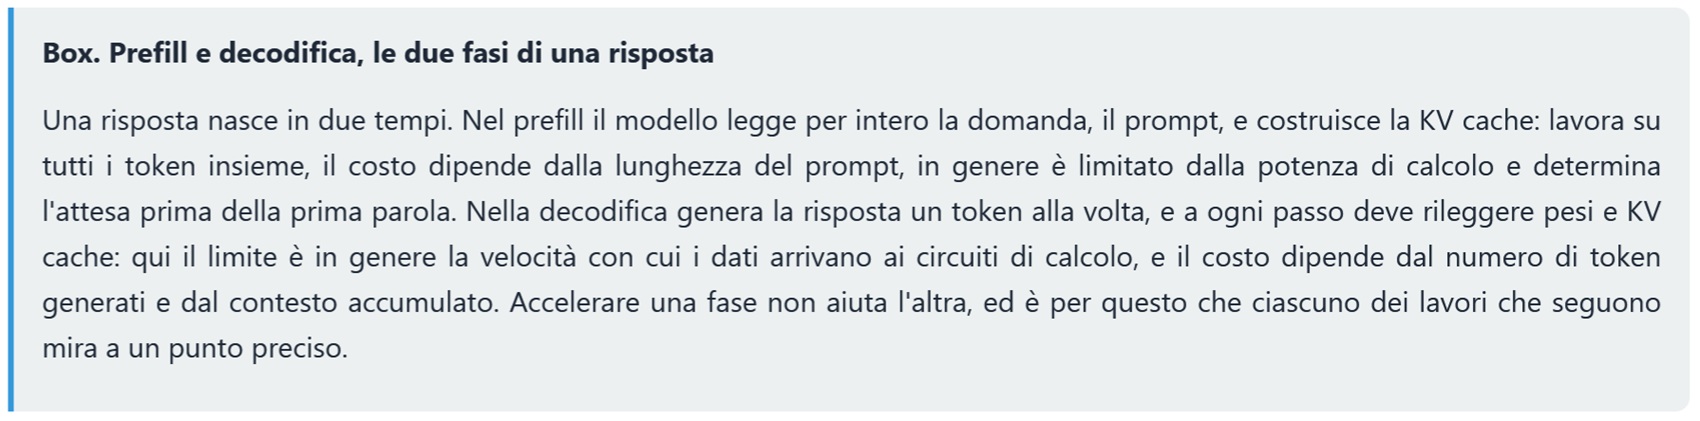 Box. Prefill e decodifica, le due fasi di una risposta
Una risposta nasce in due tempi. Nel prefill il modello legge per intero la domanda, il prompt, e costruisce la KV cache: lavora su
tutti i token insieme, il costo dipende dalla lunghezza del prompt, in genere è limitato dalla potenza di calcolo e determina
l'attesa prima della prima parola. Nella decodifica genera la risposta un token alla volta, e a ogni passo deve rileggere pesi e KV
cache: qui il limite è in genere la velocità con cui i dati arrivano ai circuiti di calcolo, e il costo dipende dal numero di token
generati e dal contesto accumulato. Accelerare una fase non aiuta l'altra, ed è per questo che ciascuno dei lavori che seguono
mira a un punto preciso.